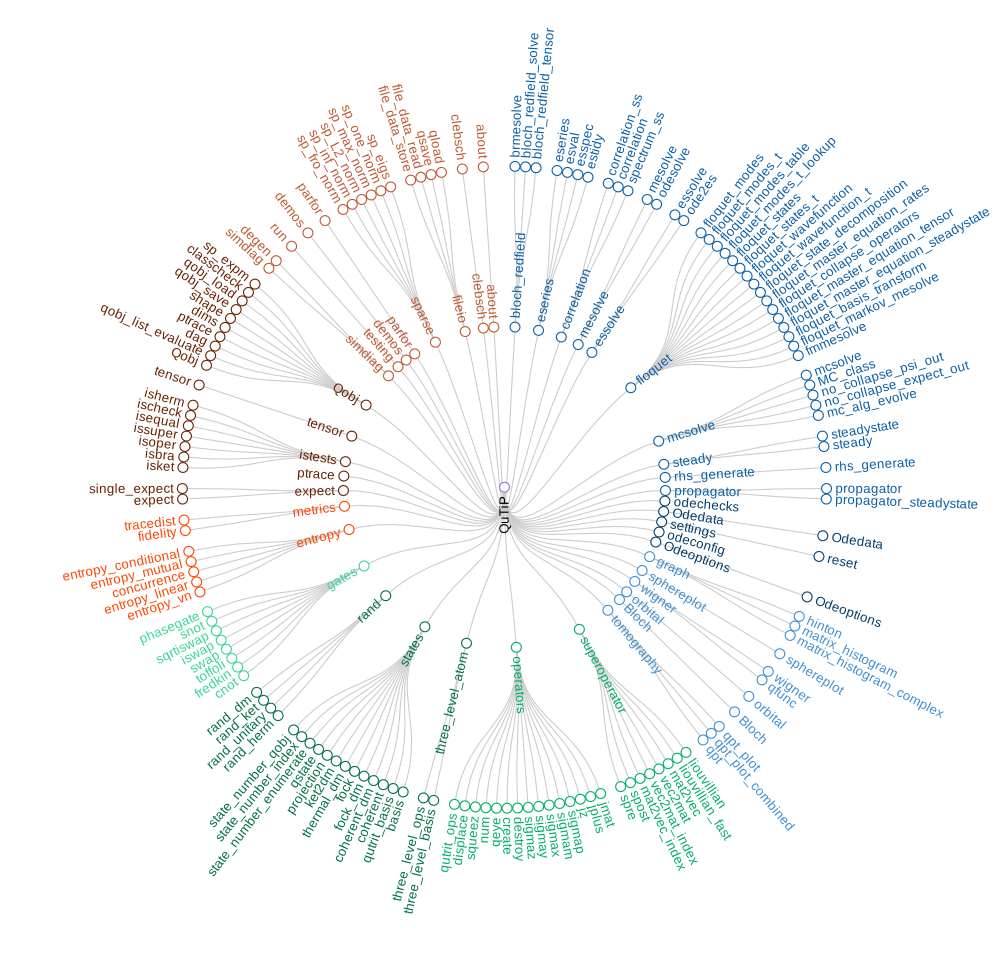 QuTiP
bloch_redfield
brmesolve
bloch_redfield_solve
bloch_redfield_tensor
eseries
eseries
esval
esspec
estidy
correlation
correlation_ss
correlation
spectrum_ss
mesolve
mesolve
odesolve
essolve
essolve
ode2es
floquet
floquet_modes
floquet_modes_t
floquet_modes_table
floquet_modes_t_lookup
floquet_states
floquet_states_t
floquet_wavefunction
floquet_wavefunction_t
floquet_state_decomposition
floquet_master_equation_rates
floquet_collapse_operators
floquet_master_equation_tensor
floquet_master_equation_steadystate
floquet_basis_transform
floquet_markov_mesolve
fmmesolve
mcsolve
mcsolve
MC_class
no_collapse_psi_out
no_collapse_expect_out
mc_alg_evolve
steady
steadystate
steady
rhs_generate
rhs_generate
propagator
propagator
propagator_steadystate
odechecks
Odedata
Odedata
settings
odeconfig
reset
Odeoptions
Odeoptions
graph
hinton
matrix_histogram
matrix_histogram_complex
sphereplot
sphereplot
wigner
wigner
qfunc
orbital
orbital
Bloch
Bloch
tomography
qpt_plot
qpt_plot_combined
qpt
superoperator
liouvillian
liouvillian_fast
mat2vec
vec2mat
vec2mat_index
mat2vec_index
spost
spre
operators
jmat
jplus
jz
sigmap
sigmam
sigmax
sigmay
sigmaz
destroy
create
qeye
num
squeez
displace
qutrit_ops
three_level_atom
three_level_basis
three_level_ops
states
basis
qutrit_basis
coherent
coherent_dm
fock_dm
fock
thermal_dm
ket2dm
projection
qstate
state_number_enumerate
state_number_index
state_number_qobj
rand
rand_herm
rand_unitary
rand_ket
rand_dm
gates
cnot
fredkin
toffoli
swap
iswap
sqrtiswap
snot
phasegate
entropy
entropy_vn
entropy_linear
concurrence
entropy_mutual
entropy_conditional
metrics
fidelity
tracedist
expect
expect
single_expect
ptrace
istests
isket
isbra
isoper
issuper
isequal
ischeck
isherm
tensor
tensor
Qobj
Qobj
qobj_list_evaluate
dag
ptrace
dims
shape
qobj_save
qobj_load
classcheck
sp_expm
simdiag
simdiag
degen
testing
run
demos
demos
parfor
parfor
sparse
sp_fro_norm
sp_inf_norm
sp_L2_norm
sp_max_norm
sp_one_norm
sp_eigs
fileio
file_data_store
file_data_read
qsave
qload
clebsch
clebsch
about
about